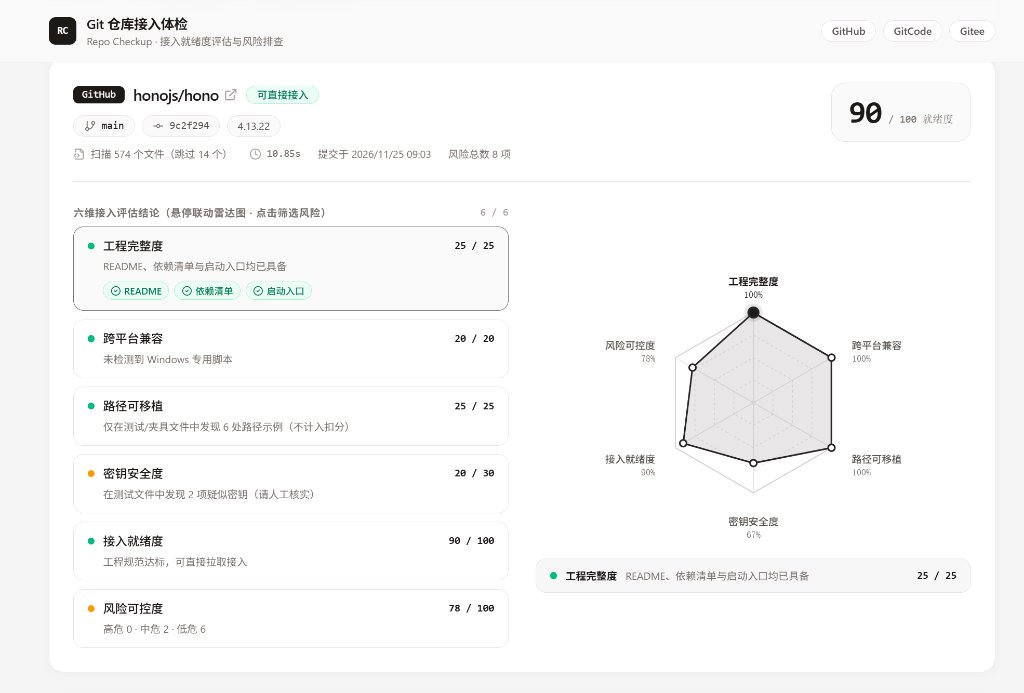 RC
Git 仓库接入体检
Repo Checkup · 接入就绪度评估与风险排查
GitHub
GitCode
Gitee
GitHub
honojs/hono
可直接接入
90 / 100 就绪度
main
9c2f294
4.13.22
扫描 574 个文件（跳过 14 个）
10.85s
提交于 2026/11/25 09:03
风险总数 8 项
六维接入评估结论（悬停联动雷达图 · 点击筛选风险）
6 / 6
工程完整度
25 / 25
README、依赖清单与启动入口均已具备
README
依赖清单
启动入口
跨平台兼容
20 / 20
未检测到 Windows 专用脚本
路径可移植
25 / 25
仅在测试/夹具文件中发现 6 处路径示例（不计入扣分）
密钥安全度
20 / 30
在测试文件中发现 2 项疑似密钥（请人工核实）
接入就绪度
90 / 100
工程规范达标，可直接拉取接入
风险可控度
78 / 100
高危 0 · 中危 2 · 低危 6
工程完整度
100%
跨平台兼容
100%
路径可移植
100%
密钥安全度
67%
接入就绪度
90%
风险可控度
78%
工程完整度
README、依赖清单与启动入口均已具备
25 / 25